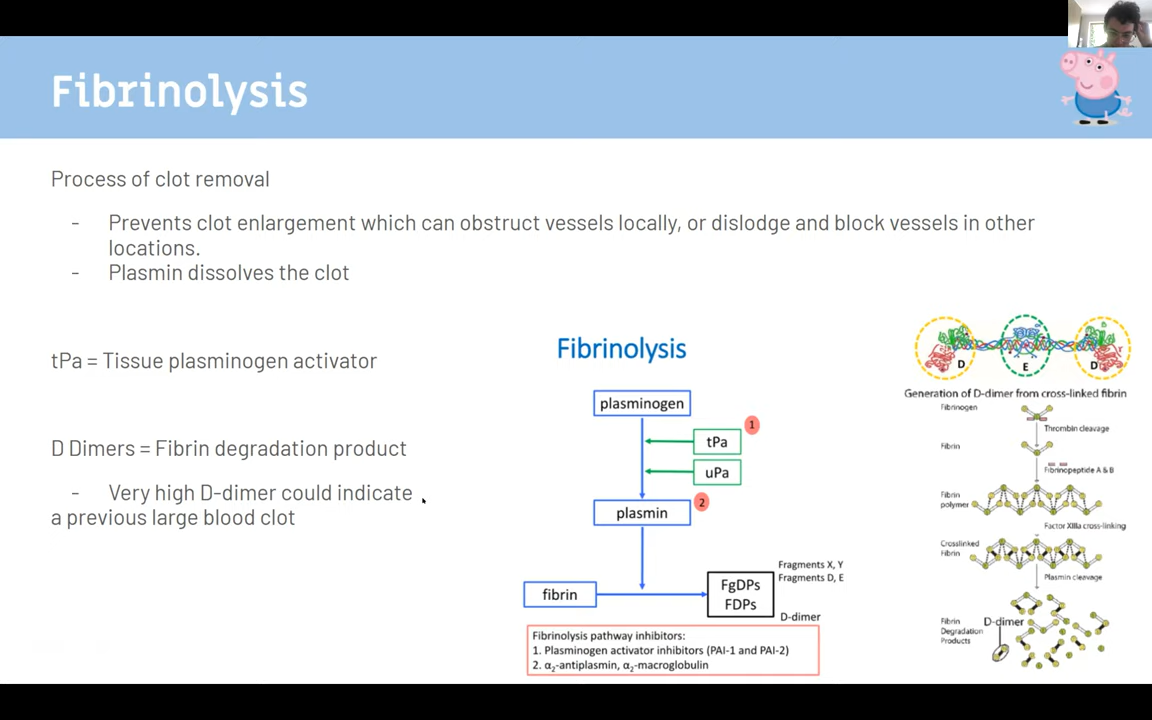 Fibrinolysis
Process of clot removal
- Prevents clot enlargement which can obstruct vessels locally, or dislodge and block vessels in other
locations.
- Plasmin dissolves the clot
tPa = Tissue plasminogen activator
D Dimers = Fibrin degradation product
- Very high D-dimer could indicate
a previous large blood clot
Fibrinolysis
plasminogen
1
tPa
uPa
plasmin
2
fibrin
FgDPs
FDPs
Fragments X, Y
Fragments D, E
D-dimer
Fibrinolysis pathway inhibitors:
1. Plasminogen activator inhibitors (PAI-1 and PAI-2)
2. α₂-antiplasmin, α₂-macroglobulin
D
E
D
Generation of D-dimer from cross-linked fibrin
Fibrinogen
Thrombin cleavage
Fibrin
Fibrinopeptide A & B
Fibrin
polymer
Factor XIIIa cross-linking
Crosslinked
Fibrin
Plasmin cleavage
Fibrin
Degradation
Products
D-dimer